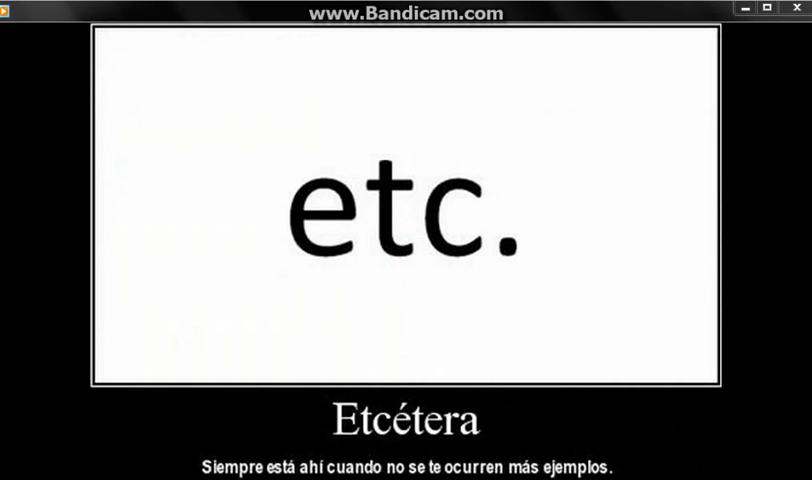 www.Bandicam.com
etc.
Etcétera
Siempre está ahí cuando no se te ocurren más ejemplos.